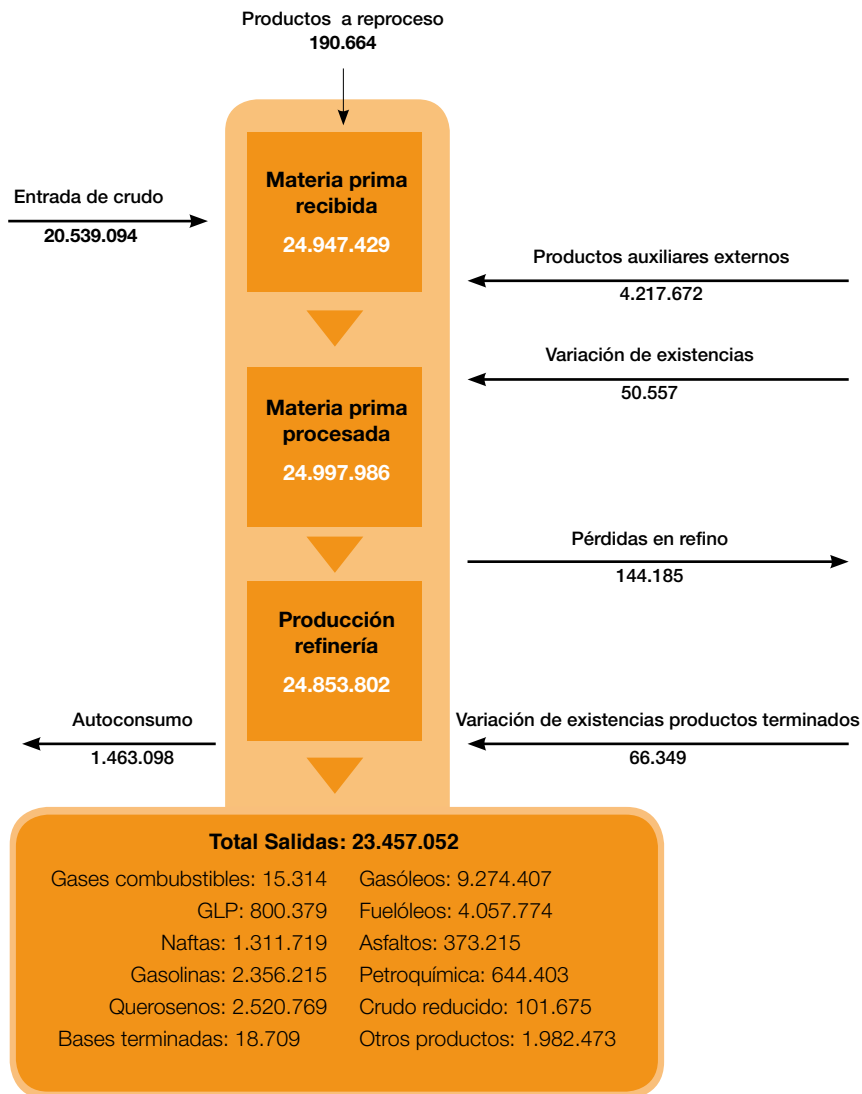 Productos a reproceso
190.664
Materia prima
recibida
24.947.429
Entrada de crudo
20.539.094
Productos auxiliares externos
4.217.672
Variación de existencias
50.557
Materia prima
procesada
24.997.986
Pérdidas en refino
144.185
Producción
refinería
24.853.802
Autoconsumo
1.463.098
Variación de existencias productos terminados
66.349
Total Salidas: 23.457.052
Gases combubstibles: 15.314
GLP: 800.379
Naftas: 1.311.719
Gasolinas: 2.356.215
Querosenos: 2.520.769
Bases terminadas: 18.709
Gasóleos: 9.274.407
Fuelóleos: 4.057.774
Asfaltos: 373.215
Petroquímica: 644.403
Crudo reducido: 101.675
Otros productos: 1.982.473